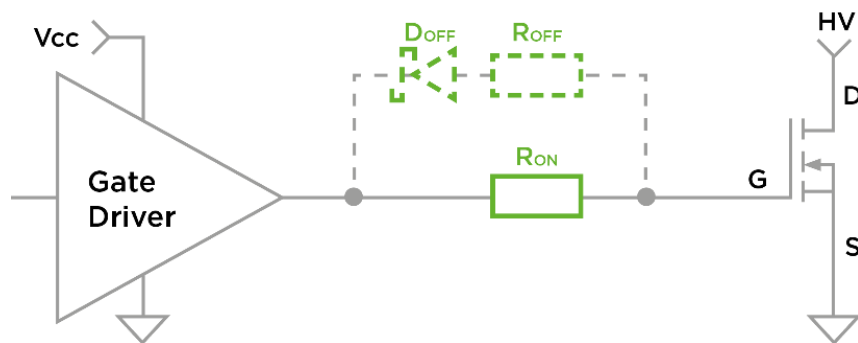 Vcc
DOFF
ROFF
HV
D
Gate
Driver
RON
G
S